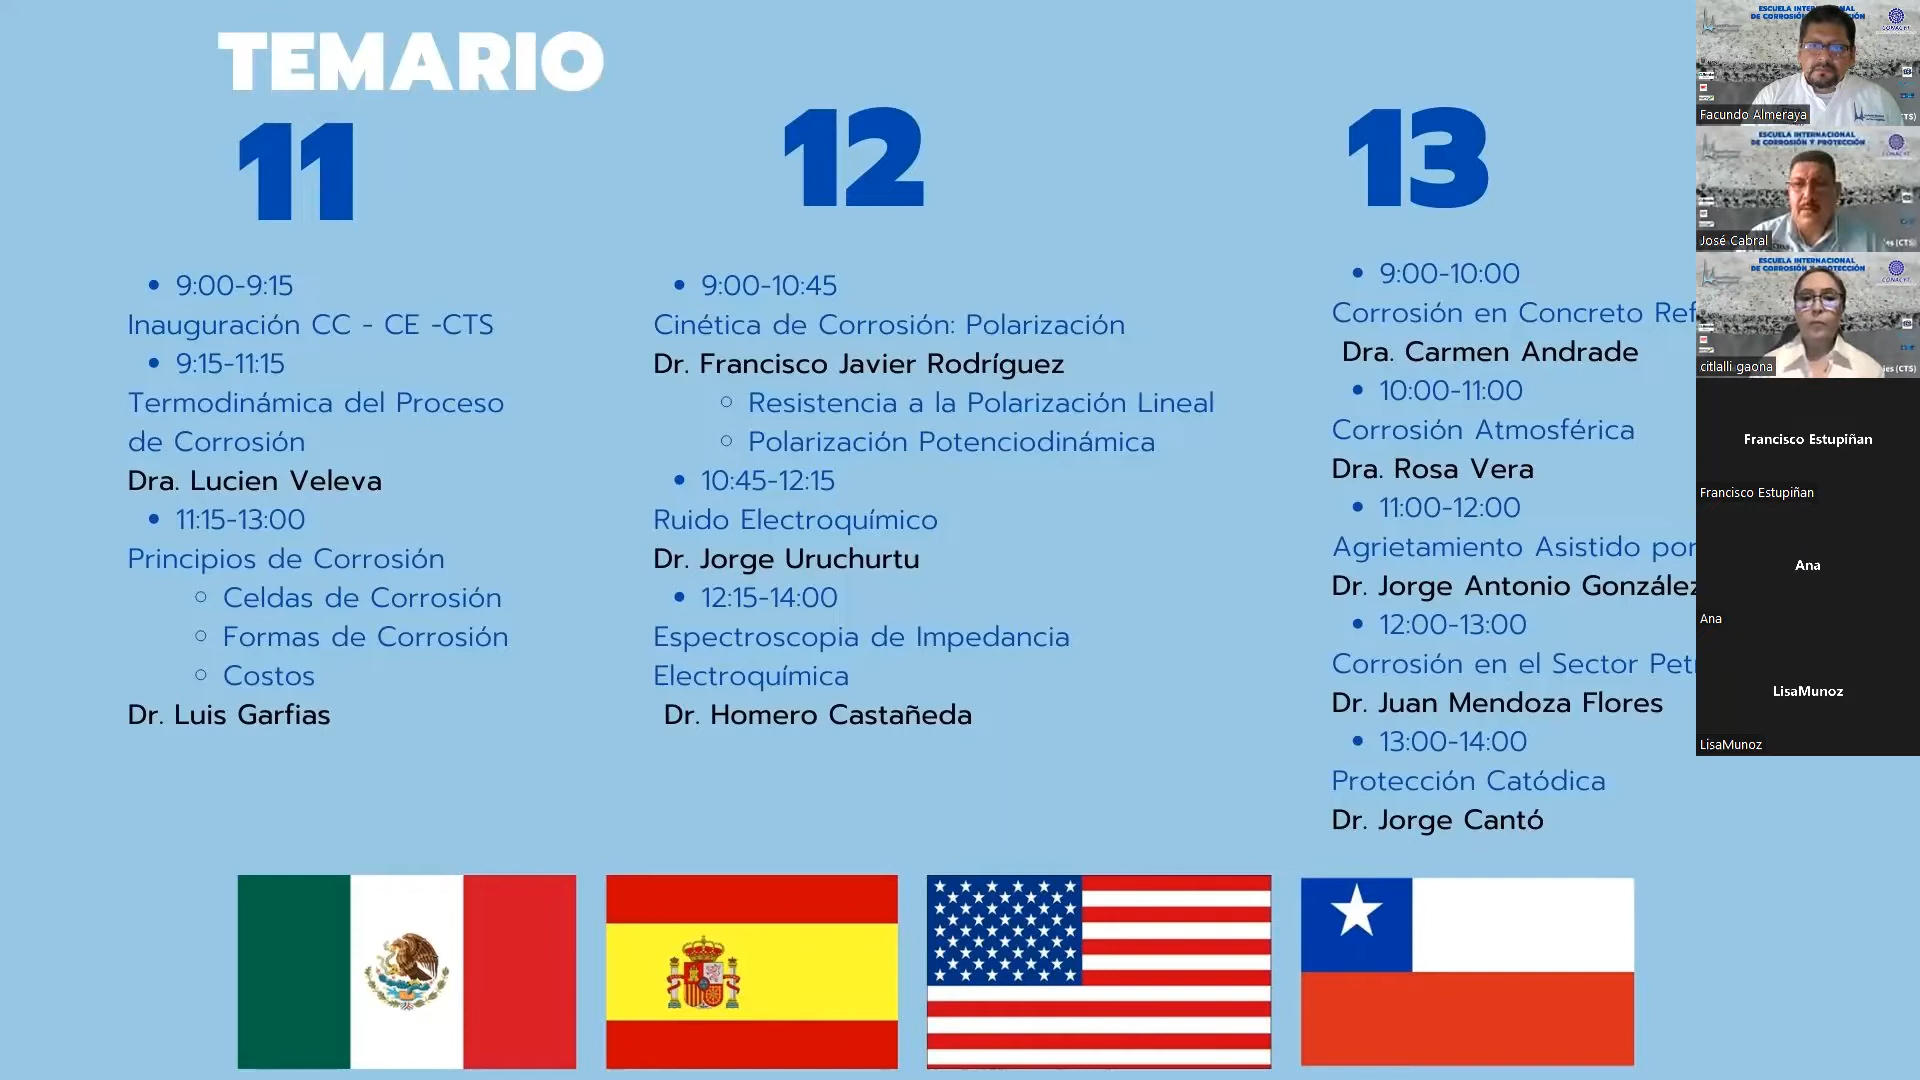 TEMARIO
11
• 9:00-9:15
Inauguración CC - CE -CTS
• 9:15-11:15
Termodinámica del Proceso
de Corrosión
Dra. Lucien Veleva
• 11:15-13:00
Principios de Corrosión
○ Celdas de Corrosión
○ Formas de Corrosión
○ Costos
Dr. Luis Garfias
12
• 9:00-10:45
Cinética de Corrosión: Polarización
Dr. Francisco Javier Rodríguez
○ Resistencia a la Polarización Lineal
○ Polarización Potenciodinámica
• 10:45-12:15
Ruido Electroquímico
Dr. Jorge Uruchurtu
• 12:15-14:00
Espectroscopia de Impedancia
Electroquímica
Dr. Homero Castañeda
13
• 9:00-10:00
Corrosión en Concreto Ref
Dra. Carmen Andrade
• 10:00-11:00
Corrosión Atmosférica
Dra. Rosa Vera
• 11:00-12:00
Agrietamiento Asistido por
Dr. Jorge Antonio González
• 12:00-13:00
Corrosión en el Sector Pet
Dr. Juan Mendoza Flores
• 13:00-14:00
Protección Catódica
Dr. Jorge Cantó
Facundo Almeraya
ESCUELA INTERNACIONAL
DE CORROSIÓN Y PROTECCIÓN
José Cabral
citlalli gaona
Francisco Estupiñan
Francisco Estupiñan
Ana
Ana
LisaMunoz
LisaMunoz